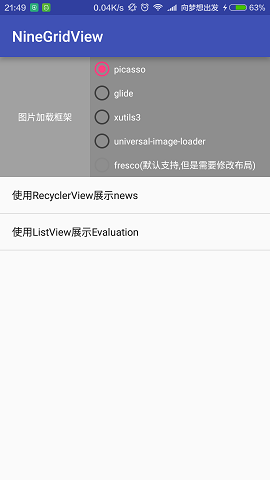 21:49 0.04K/s 向梦想出发 63%
NineGridView
图片加载框架
picasso
glide
xutils3
universal-image-loader
fresco(默认支持,但是需要修改布局)
使用RecyclerView展示news
使用ListView展示Evaluation